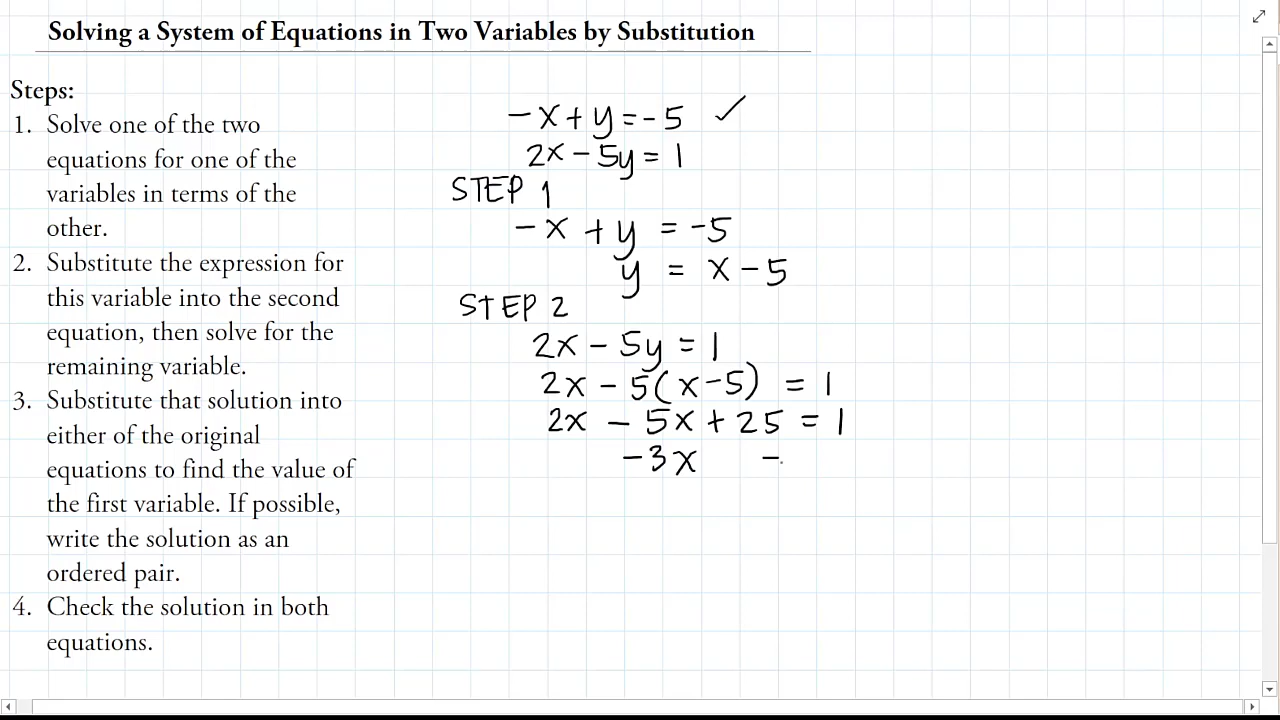 Solving a System of Equations in Two Variables by Substitution
Steps:
1. Solve one of the two
equations for one of the
variables in terms of the
other.
2. Substitute the expression for
this variable into the second
equation, then solve for the
remaining variable.
3. Substitute that solution into
either of the original
equations to find the value of
the first variable. If possible,
write the solution as an
ordered pair.
4. Check the solution in both
equations.
-x + y = -5 ✓
2x - 5y = 1
STEP 1
-x + y = -5
y = x - 5
STEP 2
2x - 5y = 1
2x - 5(x - 5) = 1
2x - 5x + 25 = 1
-3x